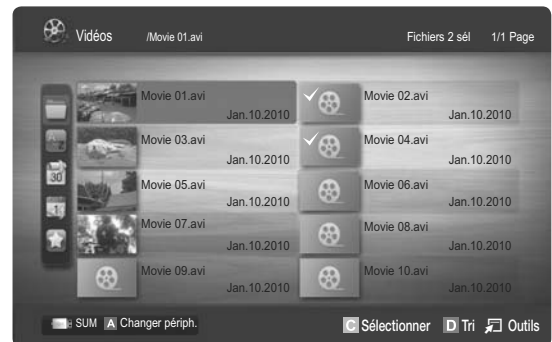 Vidéos /Movie 01.avi Fichiers 2 sél 1/1 Page
Movie 01.avi
Jan.10.2010
Movie 02.avi
Jan.10.2010
Movie 03.avi
Jan.10.2010
Movie 04.avi
Jan.10.2010
Movie 05.avi
Jan.10.2010
Movie 06.avi
Jan.10.2010
Movie 07.avi
Jan.10.2010
Movie 08.avi
Jan.10.2010
Movie 09.avi
Jan.10.2010
Movie 10.avi
Jan.10.2010
SUM A Changer périph. C Sélectionner D Tri Outils